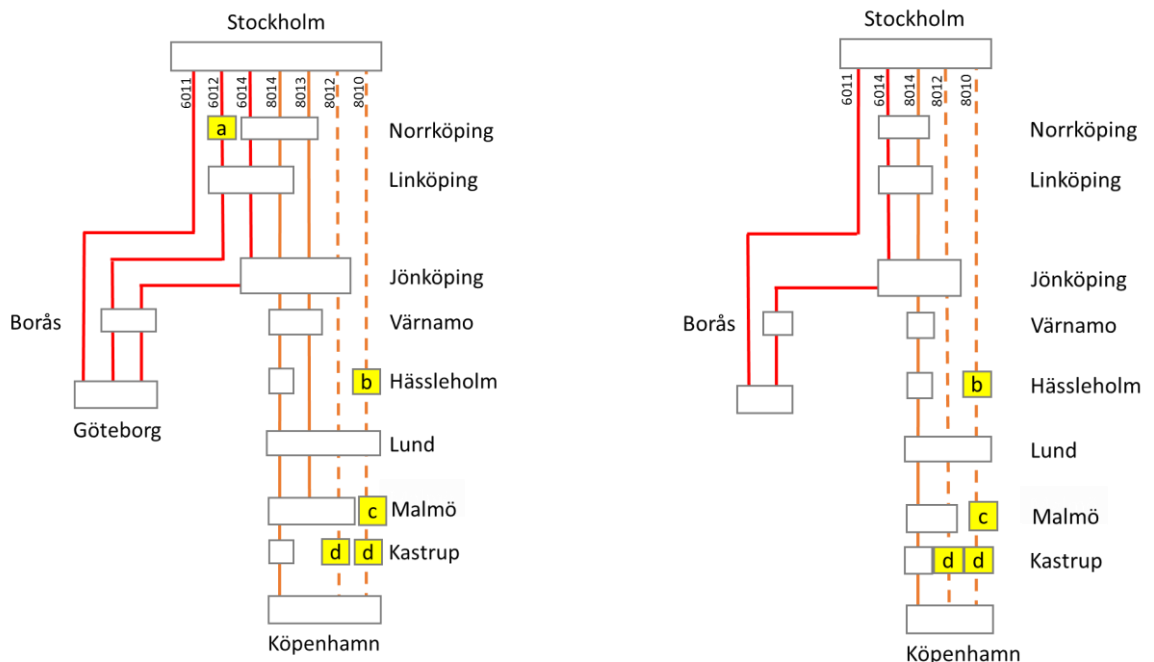 Stockholm
6011
6012
6014
8014
8013
8012
8010
a
Norrköping
Linköping
Jönköping
Borås
Värnamo
b
Hässleholm
Göteborg
Lund
c
Malmö
d
d
Kastrup
Köpenhamn
Stockholm
6011
6014
8014
8012
8010
Norrköping
Linköping
Jönköping
Borås
Värnamo
b
Hässleholm
Lund
c
Malmö
d
d
Kastrup
Köpenhamn